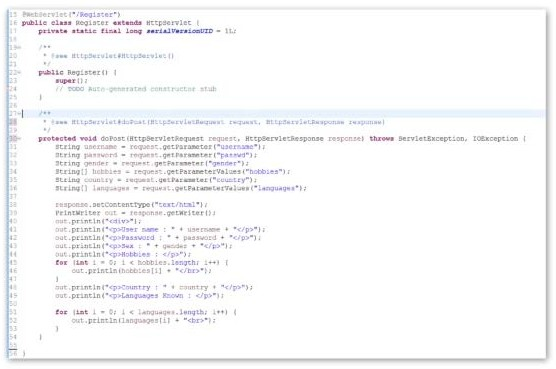 15 @WebServlet("/Register")
16 public class Register extends HttpServlet {
17 private static final long serialVersionUID = 1L;
18
19 /**
20 * @see HttpServlet#HttpServlet()
21 */
22 public Register() {
23 super();
24 // TODO Auto-generated constructor stub
25 }
26
27 /**
28 * @see HttpServlet#doPost(HttpServletRequest request, HttpServletResponse response)
29 */
30 protected void doPost(HttpServletRequest request, HttpServletResponse response) throws ServletException, IOException {
31 String username = request.getParameter("username");
32 String password = request.getParameter("passwd");
33 String gender = request.getParameter("gender");
34 String[] hobbies = request.getParameterValues("hobbies");
35 String country = request.getParameter("country");
36 String[] languages = request.getParameterValues("languages");
37
38 response.setContentType("text/html");
39 PrintWriter out = response.getWriter();
40 out.println("<div>");
41 out.println("<p>User name : " + username + "</p>");
42 out.println("<p>Password : " + password + "</p>");
43 out.println("<p>Sex : " + gender + "</p>");
44 out.println("<p>Hobbies : </p>");
45 for (int i = 0; i < hobbies.length; i++) {
46 out.println(hobbies[i] + "</br>");
47 }
48 out.println("<p>Country : " + country + "</p>");
49 out.println("<p>Languages Known : </p>");
50
51 for (int i = 0; i < languages.length; i++) {
52 out.println(languages[i] + "<br>");
53 }
54 }
55
56 }